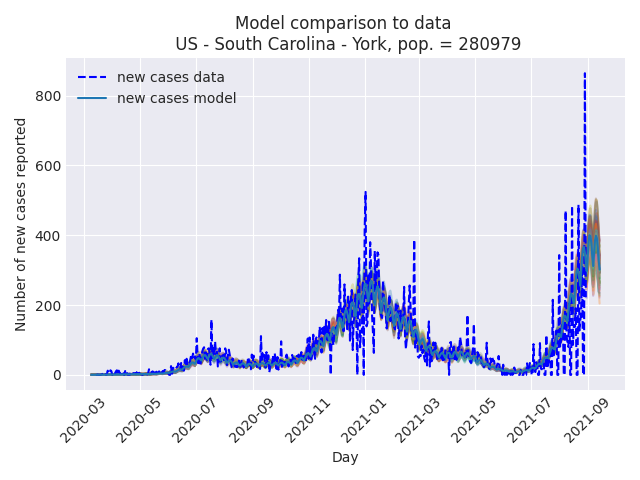 Model comparison to data
US - South Carolina - York, pop. = 280979
new cases data
new cases model
Number of new cases reported
800
600
400
200
0
2020-03
2020-05
2020-07
2020-09
2020-11
2021-01
2021-03
2021-05
2021-07
2021-09
Day